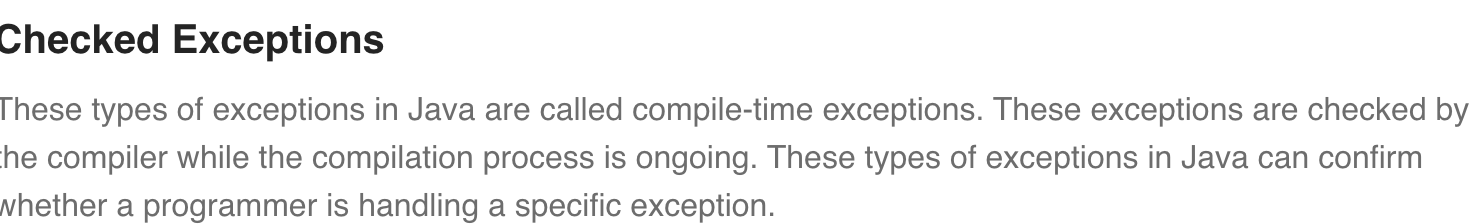 Checked Exceptions
These types of exceptions in Java are called compile-time exceptions. These exceptions are checked by
the compiler while the compilation process is ongoing. These types of exceptions in Java can confirm
whether a programmer is handling a specific exception.